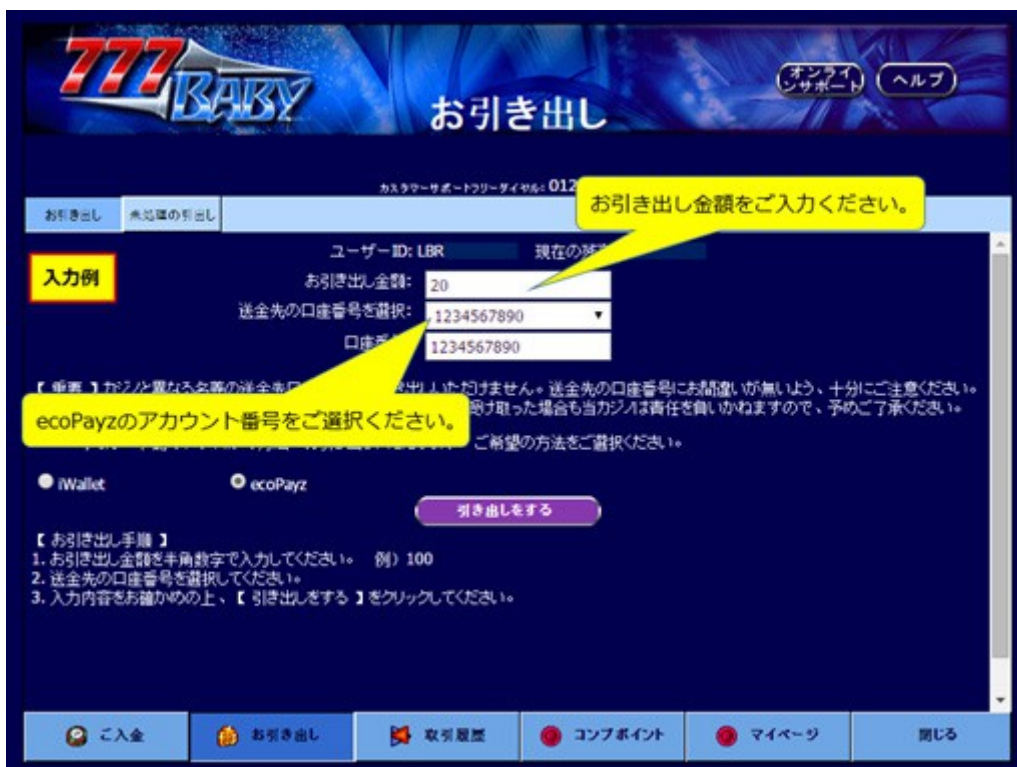 777 BABY
お引き出し
オンラインサポート
ヘルプ
カスタマーサポートフリーダイヤル: 012
お引き出し金額をご入力ください。
お引き出し 未処理の引出し
入力例
ユーザーID: LBR 現在の
お引き出し金額: 20
送金先の口座番号を選択: 1234567890
1234567890
【 重要 】カジノと異なる名義の送金先口 いただけません。送金先の口座番号にお間違いが無いよう、十分にご注意ください。
ecoPayzのアカウント番号をご選択ください。
った場合も当カジノは責任を負いかねますので、予めご了承ください。
ご希望の方法をご選択ください。
iWallet ecoPayz
引き出しをする
【 お引き出し手順 】
1. お引き出し金額を半角数字で入力してください。 例）100
2. 送金先の口座番号を選択してください。
3. 入力内容をお確かめの上、【 引き出しをする 】をクリックしてください。
ご入金 お引き出し 取引履歴 コンプポイント マイページ 閉じる